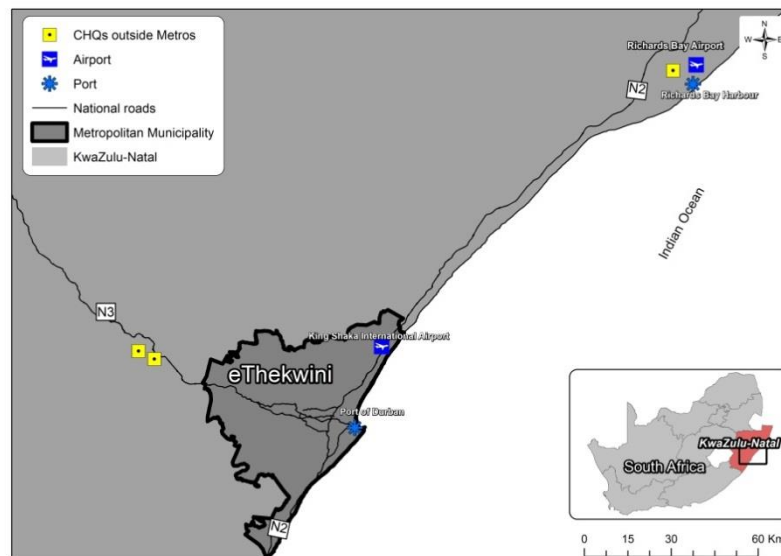 CHQs outside Metros
Airport
Port
National roads
Metropolitan Municipality
KwaZulu-Natal
Richards Bay Airport
N
W E
S
N2
Richards Bay Harbour
Indian Ocean
N3
King Shaka International Airport
eThekwini
Port of Durban
KwaZulu-Natal
South Africa
N2
0 15 30 60 Km